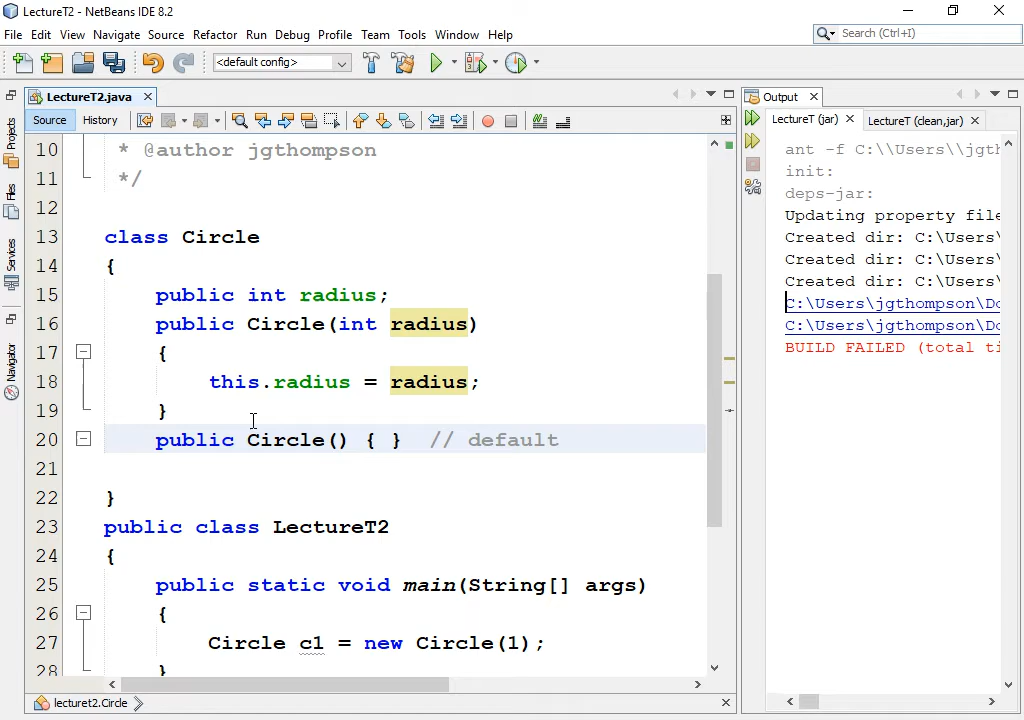 LectureT2 - NetBeans IDE 8.2
File Edit View Navigate Source Refactor Run Debug Profile Team Tools Window Help
Search (Ctrl+I)
<default config>
LectureT2.java
Output
Source History
LectureT (jar) LectureT (clean,jar)
Projects
Files
Services
Navigator
10 * @author jgthompson
11 */
12
13 class Circle
14 {
15 public int radius;
16 public Circle(int radius)
17 {
18 this.radius = radius;
19 }
20 public Circle() { } // default
21
22 }
23 public class LectureT2
24 {
25 public static void main(String[] args)
26 {
27 Circle c1 = new Circle(1);
28 }
ant -f C:\\Users\\jgth
init:
deps-jar:
Updating property file
Created dir: C:\Users\
Created dir: C:\Users\
Created dir: C:\Users\
C:\Users\jgthompson\Do
C:\Users\jgthompson\Do
BUILD FAILED (total ti
lecturet2.Circle